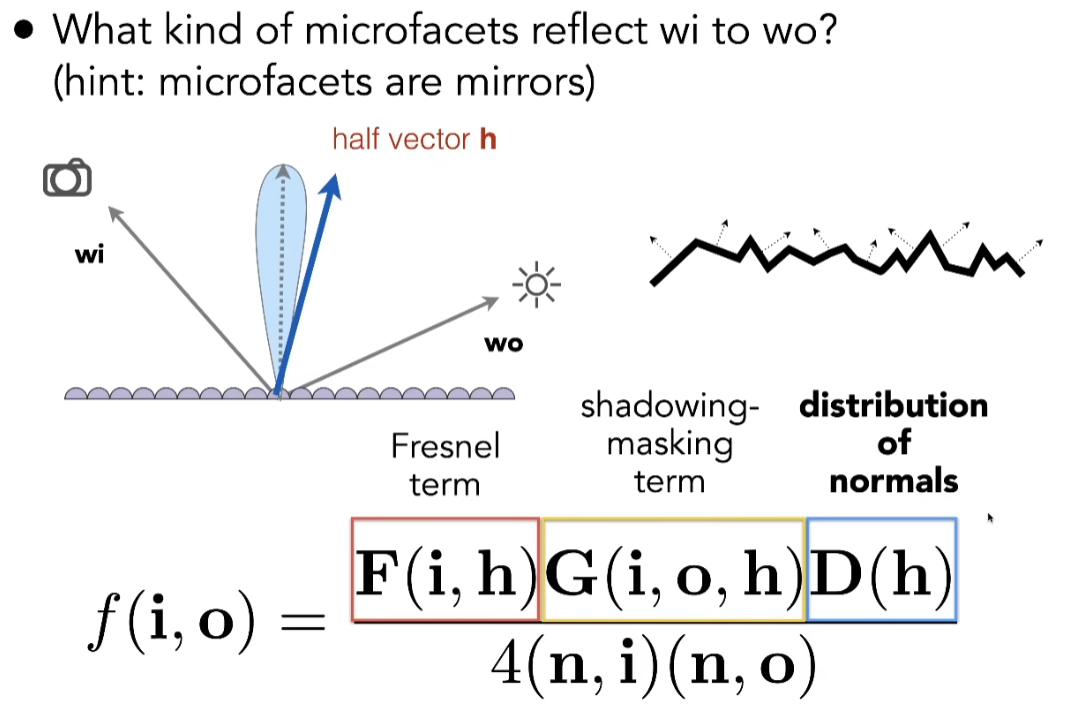 • What kind of microfacets reflect wi to wo?
(hint: microfacets are mirrors)
half vector h
wi
wo
Fresnel
term
shadowing-
masking
term
distribution
of
normals
f(i, o) = F(i, h)G(i, o, h)D(h)
4(n, i)(n, o)